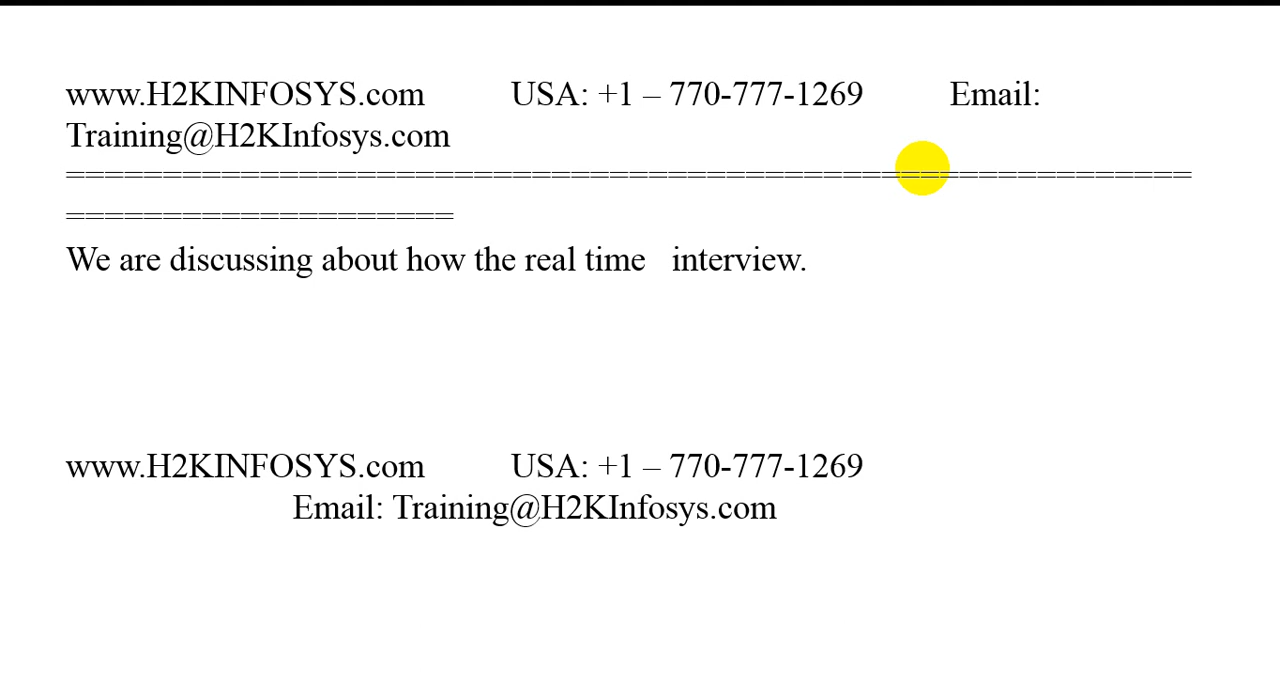 www.H2KINFOSYS.com USA: +1 – 770-777-1269 Email:
Training@H2KInfosys.com
==========================================================
====================
We are discussing about how the real time interview.
www.H2KINFOSYS.com USA: +1 – 770-777-1269
Email: Training@H2KInfosys.com